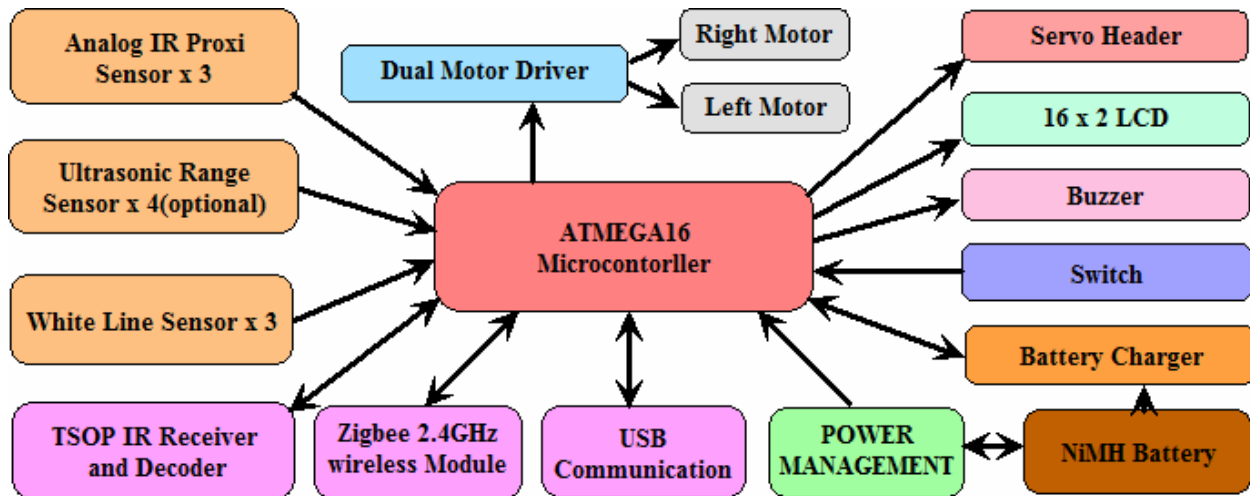 Analog IR Proxi
Sensor x 3
Dual Motor Driver
Right Motor
Left Motor
Servo Header
16 x 2 LCD
Ultrasonic Range
Sensor x 4(optional)
ATMEGA16
Microcontorller
Buzzer
Switch
White Line Sensor x 3
Battery Charger
TSOP IR Receiver
and Decoder
Zigbee 2.4GHz
wireless Module
USB
Communication
POWER
MANAGEMENT
NiMH Battery